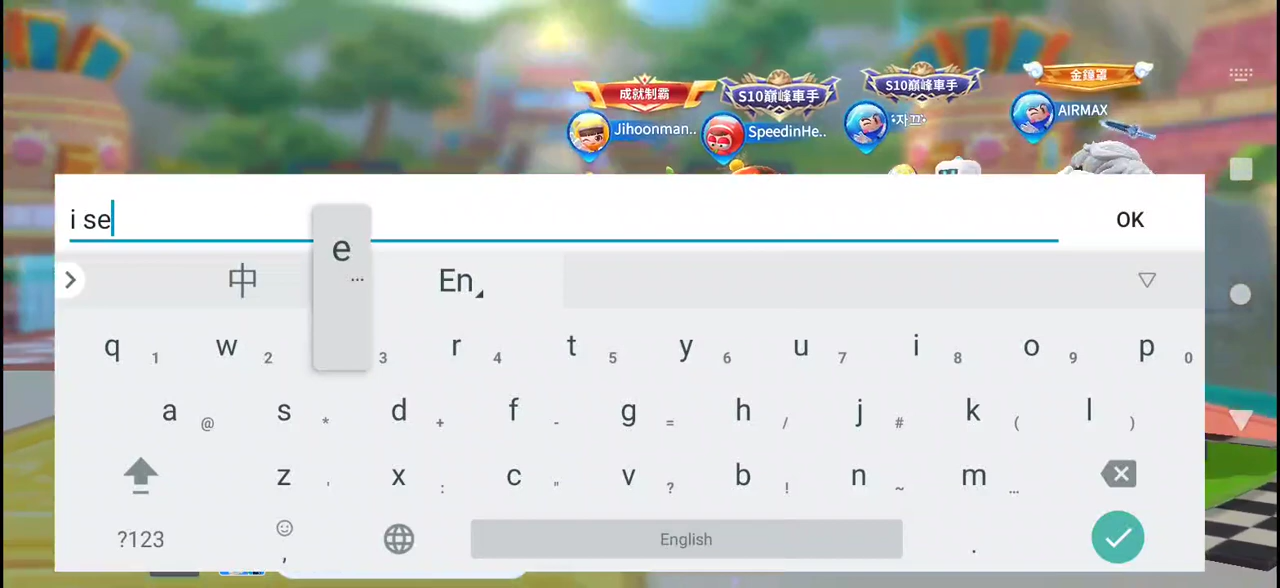 成就制霸
S10巔峰車手
S10巔峰車手
金鐘罩
Jihoonman..
SpeedinHe..
·자끄·
AIRMAX
i se
OK
e
...
中
En
q 1 w 2 3 r 4 t 5 y 6 u 7 i 8 o 9 p 0
a @ s * d + f - g = h / j # k ( l )
z ' x : c " v ? b ! n ~ m ...
?123 , English .